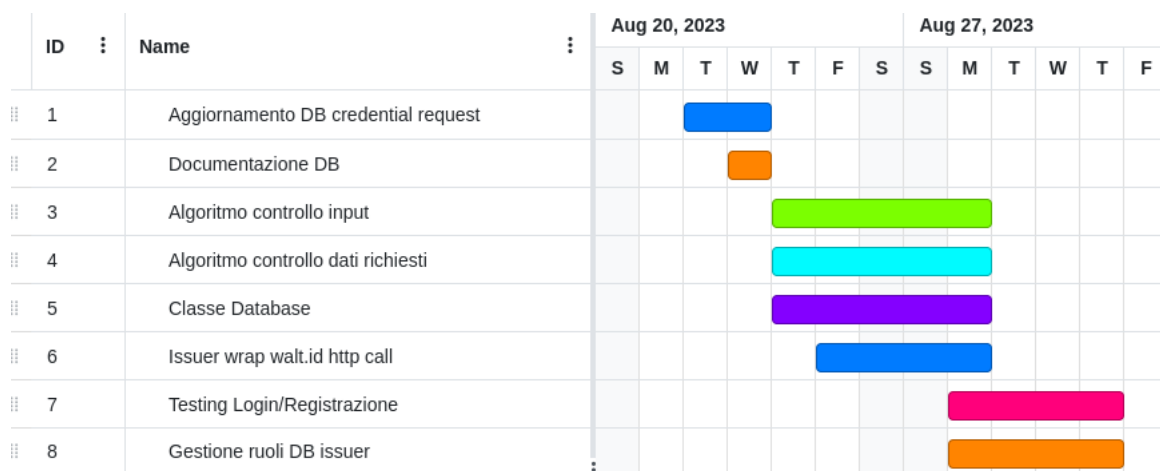 Aug 20, 2023 Aug 27, 2023
ID Name
S M T W T F S S M T W T F
1 Aggiornamento DB credential request
2 Documentazione DB
3 Algoritmo controllo input
4 Algoritmo controllo dati richiesti
5 Classe Database
6 Issuer wrap walt.id http call
7 Testing Login/Registrazione
8 Gestione ruoli DB issuer